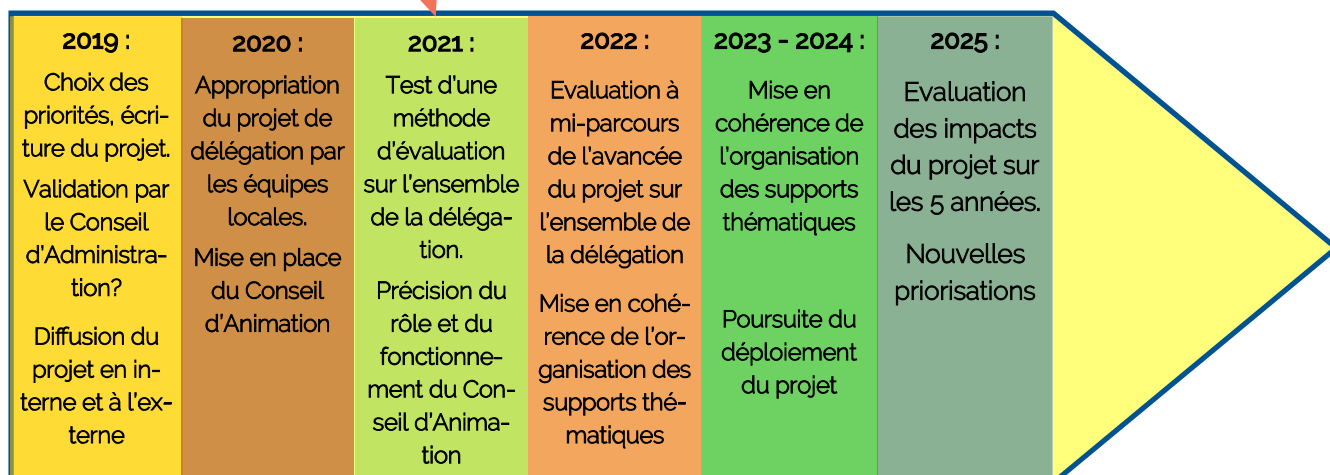 2019 :
Choix des
priorités, écri-
ture du projet.
Validation par
le Conseil
d'Administra-
tion?
Diffusion du
projet en in-
terne et à l'ex-
terne
2020 :
Appropriation
du projet de
délégation par
les équipes
locales.
Mise en place
du Conseil
d'Animation
2021 :
Test d'une
méthode
d'évaluation
sur l'ensemble
de la déléga-
tion.
Précision du
rôle et du
fonctionne-
ment du Con-
seil d'Anima-
tion
2022 :
Evaluation à
mi-parcours
de l'avancée
du projet sur
l'ensemble de
la délégation
Mise en cohé-
rence de l'or-
ganisation des
supports thé-
matiques
2023 - 2024 :
Mise en
cohérence de
l'organisation
des supports
thématiques
Poursuite du
déploiement
du projet
2025 :
Evaluation
des impacts
du projet sur
les 5 années.
Nouvelles
priorisations